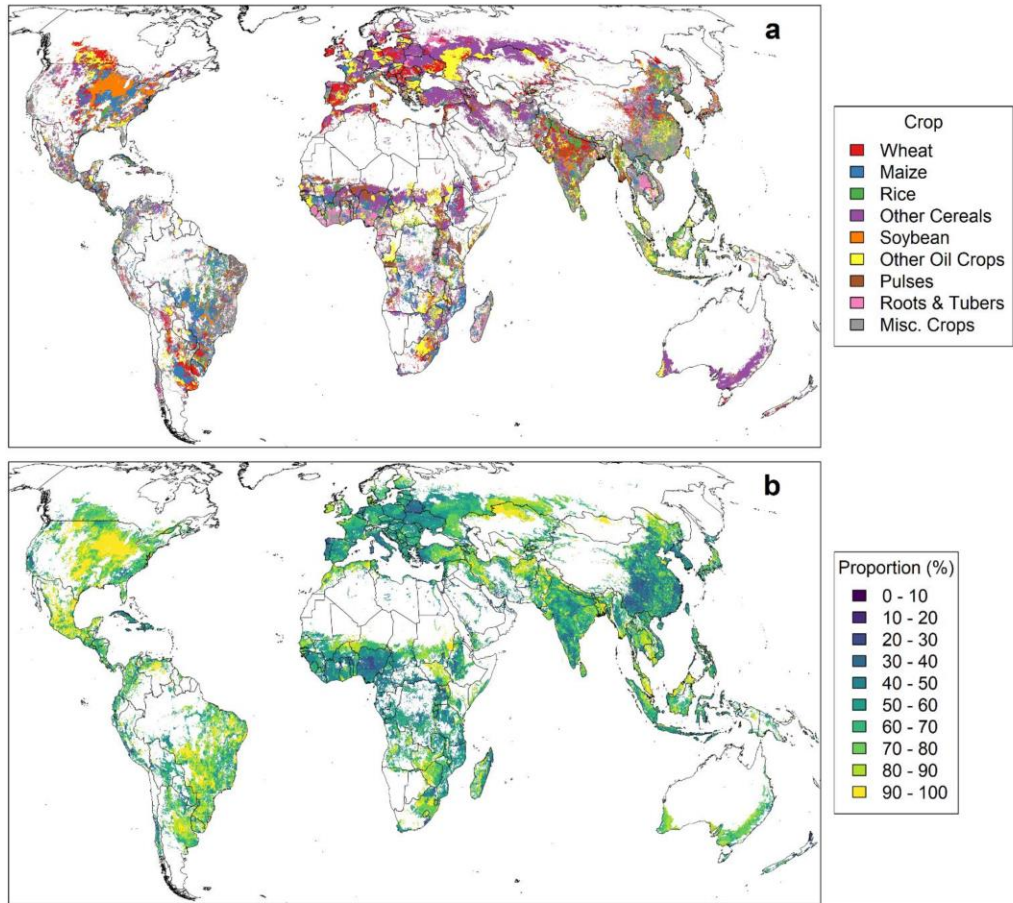 a
Crop
Wheat
Maize
Rice
Other Cereals
Soybean
Other Oil Crops
Pulses
Roots & Tubers
Misc. Crops
b
Proportion (%)
0 - 10
10 - 20
20 - 30
30 - 40
40 - 50
50 - 60
60 - 70
70 - 80
80 - 90
90 - 100